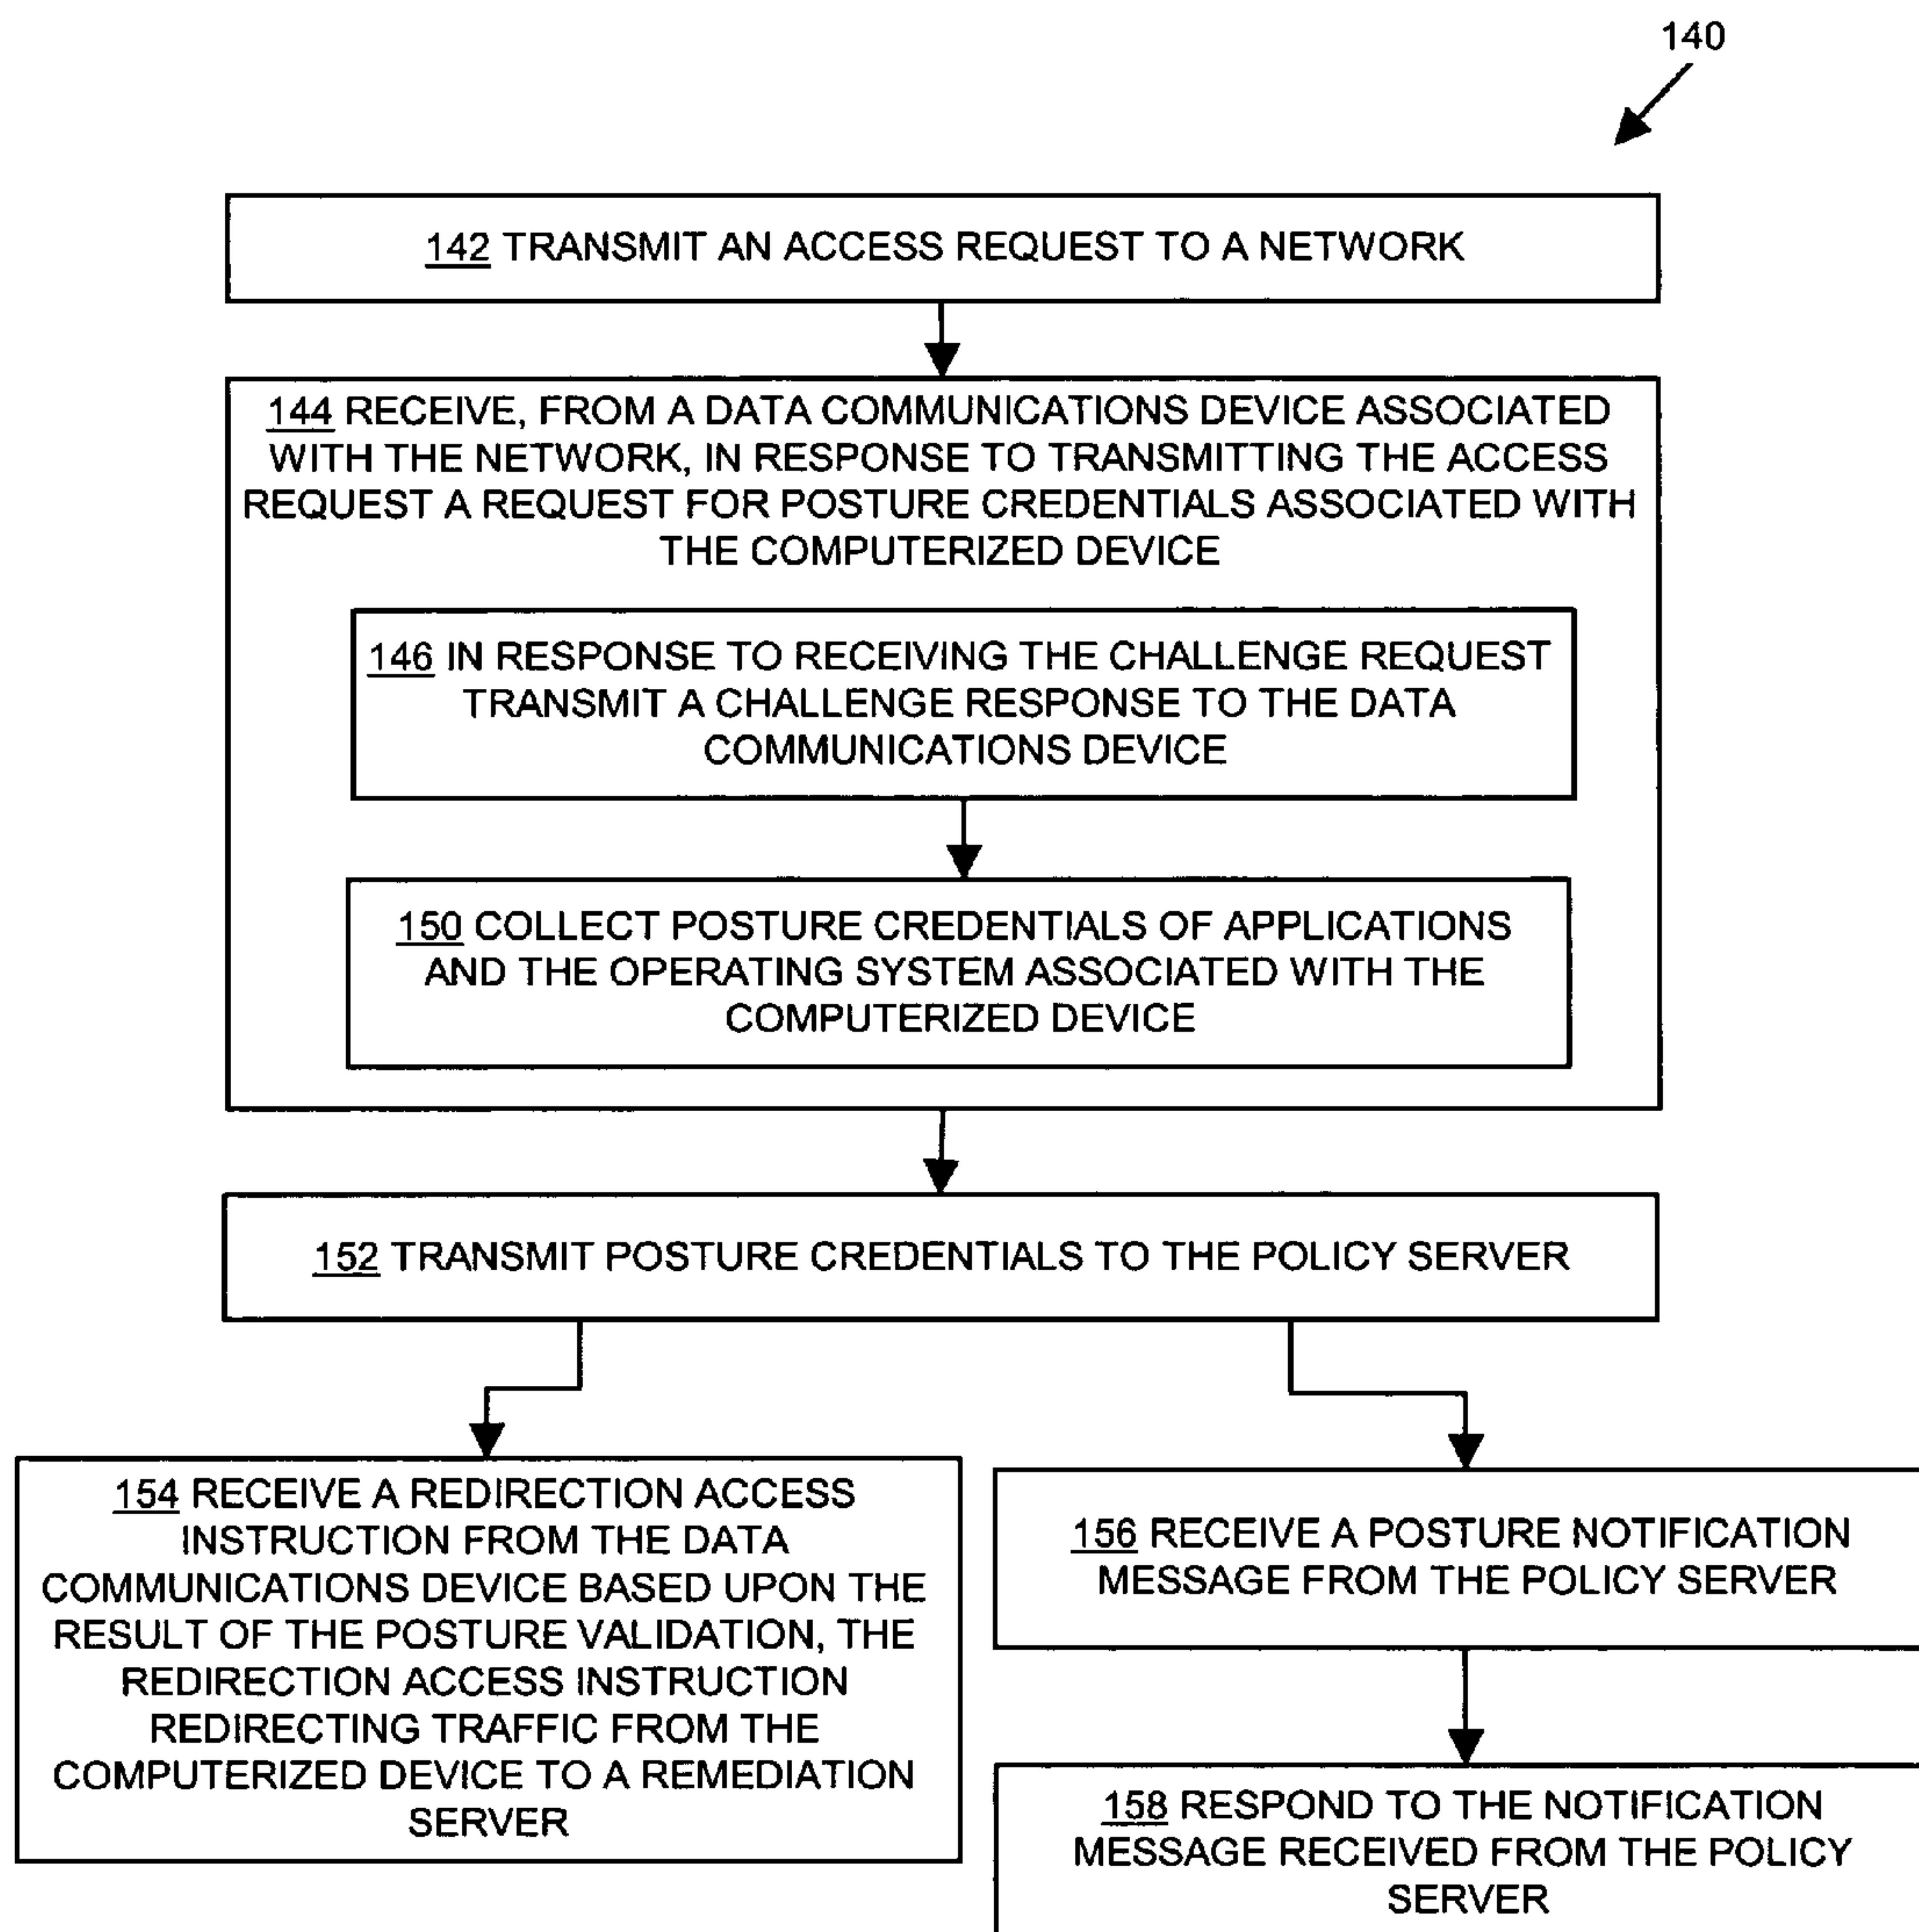 140
142 TRANSMIT AN ACCESS REQUEST TO A NETWORK
144 RECEIVE, FROM A DATA COMMUNICATIONS DEVICE ASSOCIATED
WITH THE NETWORK, IN RESPONSE TO TRANSMITTING THE ACCESS
REQUEST A REQUEST FOR POSTURE CREDENTIALS ASSOCIATED WITH
THE COMPUTERIZED DEVICE
146 IN RESPONSE TO RECEIVING THE CHALLENGE REQUEST
TRANSMIT A CHALLENGE RESPONSE TO THE DATA
COMMUNICATIONS DEVICE
150 COLLECT POSTURE CREDENTIALS OF APPLICATIONS
AND THE OPERATING SYSTEM ASSOCIATED WITH THE
COMPUTERIZED DEVICE
152 TRANSMIT POSTURE CREDENTIALS TO THE POLICY SERVER
154 RECEIVE A REDIRECTION ACCESS
INSTRUCTION FROM THE DATA
COMMUNICATIONS DEVICE BASED UPON THE
RESULT OF THE POSTURE VALIDATION, THE
REDIRECTION ACCESS INSTRUCTION
REDIRECTING TRAFFIC FROM THE
COMPUTERIZED DEVICE TO A REMEDIATION
SERVER
156 RECEIVE A POSTURE NOTIFICATION
MESSAGE FROM THE POLICY SERVER
158 RESPOND TO THE NOTIFICATION
MESSAGE RECEIVED FROM THE POLICY
SERVER